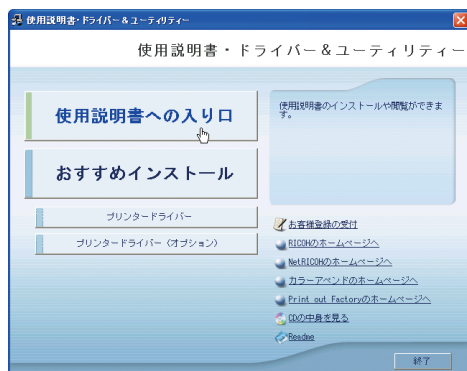 使用説明書・ドライバー＆ユーティリティー
使用説明書・ドライバー＆ユーティリティー
使用説明書への入り口
おすすめインストール
プリンタードライバー
プリンタードライバー（オプション）
使用説明書のインストールや閲覧ができま
す。
お客様登録の受付
RICOHのホームページへ
NetRICOHのホームページへ
カラーアペンドのホームページへ
Print out Factoryのホームページへ
CDの中身を見る
Readme
終了